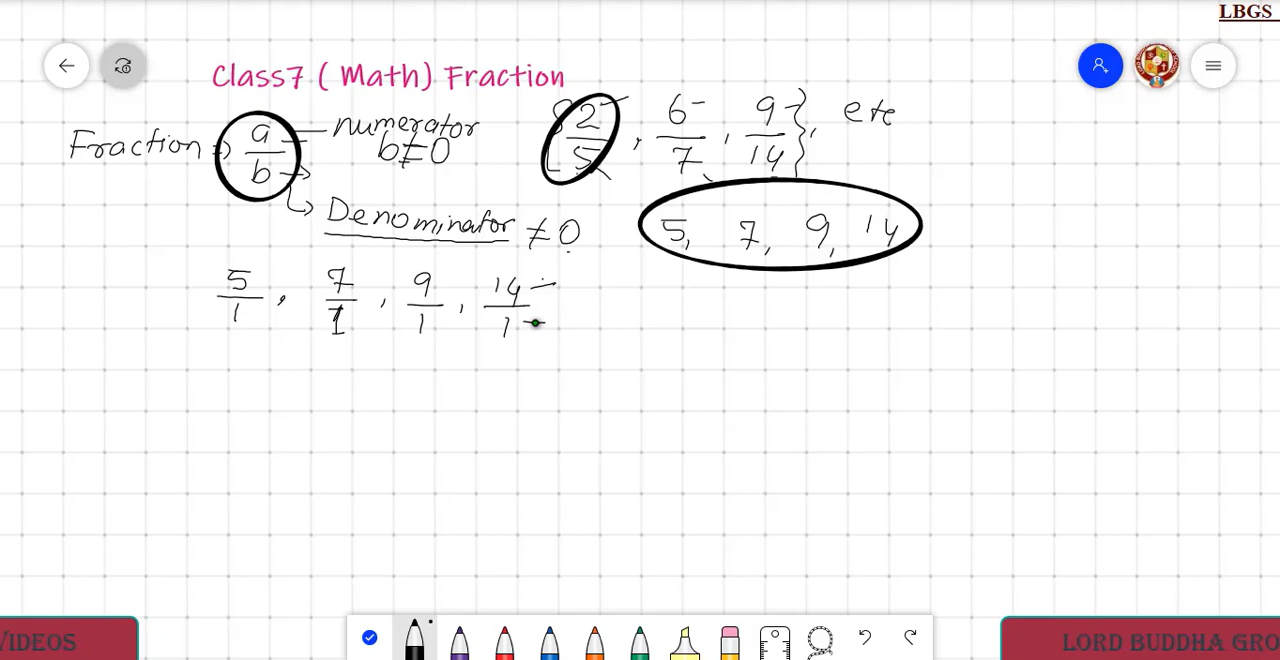 LBGS
Class7 ( Math) Fraction
Fraction → a/b — numerator b≠0
Denominator ≠ 0
{2/5, 6/7, 9/14}, etc
5, 7, 9, 14
5/1, 7/1, 9/1, 14/1
VIDEOS
LORD BUDDHA GRO